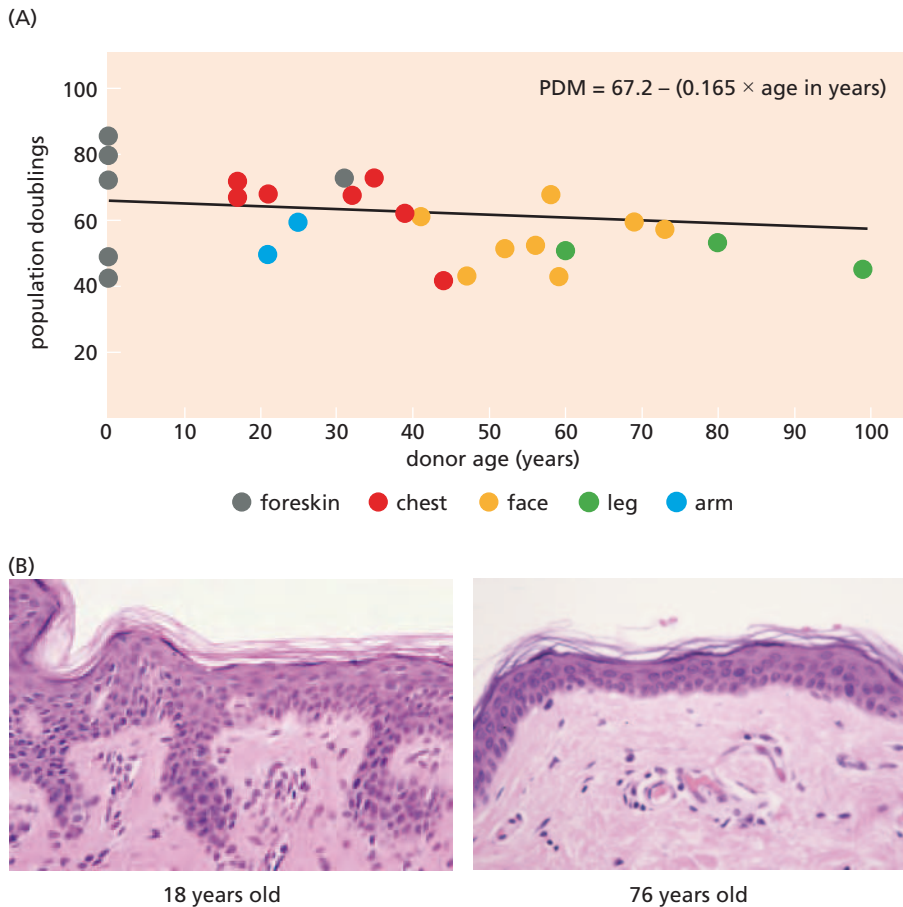 (A)
PDM = 67.2 – (0.165 × age in years)
100
80
60
40
20
population doublings
0 10 20 30 40 50 60 70 80 90 100
donor age (years)
foreskin chest face leg arm
(B)
18 years old 76 years old